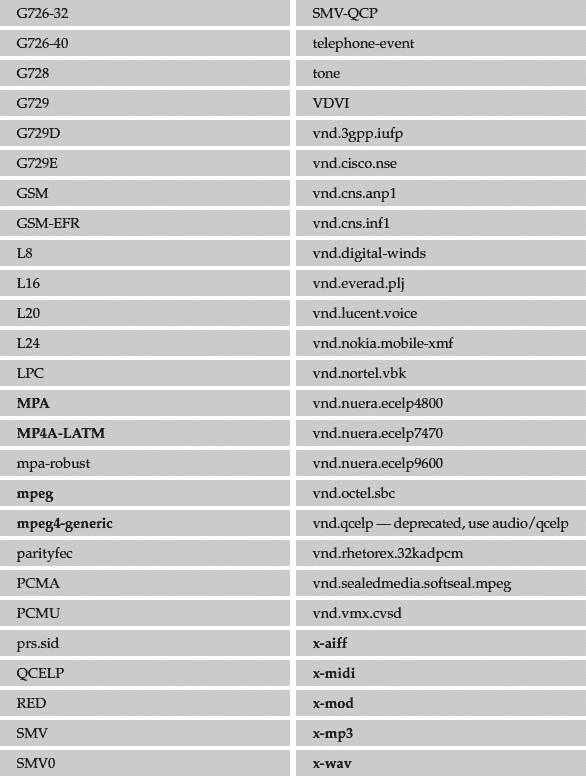 G726-32
G726-40
G728
G729
G729D
G729E
GSM
GSM-EFR
L8
L16
L20
L24
LPC
MPA
MP4A-LATM
mpa-robust
mpeg
mpeg4-generic
parityfec
PCMA
PCMU
prs.sid
QCELP
RED
SMV
SMV0
SMV-QCP
telephone-event
tone
VDVI
vnd.3gpp.iufp
vnd.cisco.nse
vnd.cns.anp1
vnd.cns.inf1
vnd.digital-winds
vnd.everad.plj
vnd.lucent.voice
vnd.nokia.mobile-xmf
vnd.nortel.vbk
vnd.nuera.ecelp4800
vnd.nuera.ecelp7470
vnd.nuera.ecelp9600
vnd.octel.sbc
vnd.qcelp — deprecated, use audio/qcelp
vnd.rhetorex.32kadpcm
vnd.sealedmedia.softseal.mpeg
vnd.vmx.cvsd
x-aiff
x-midi
x-mod
x-mp3
x-wav